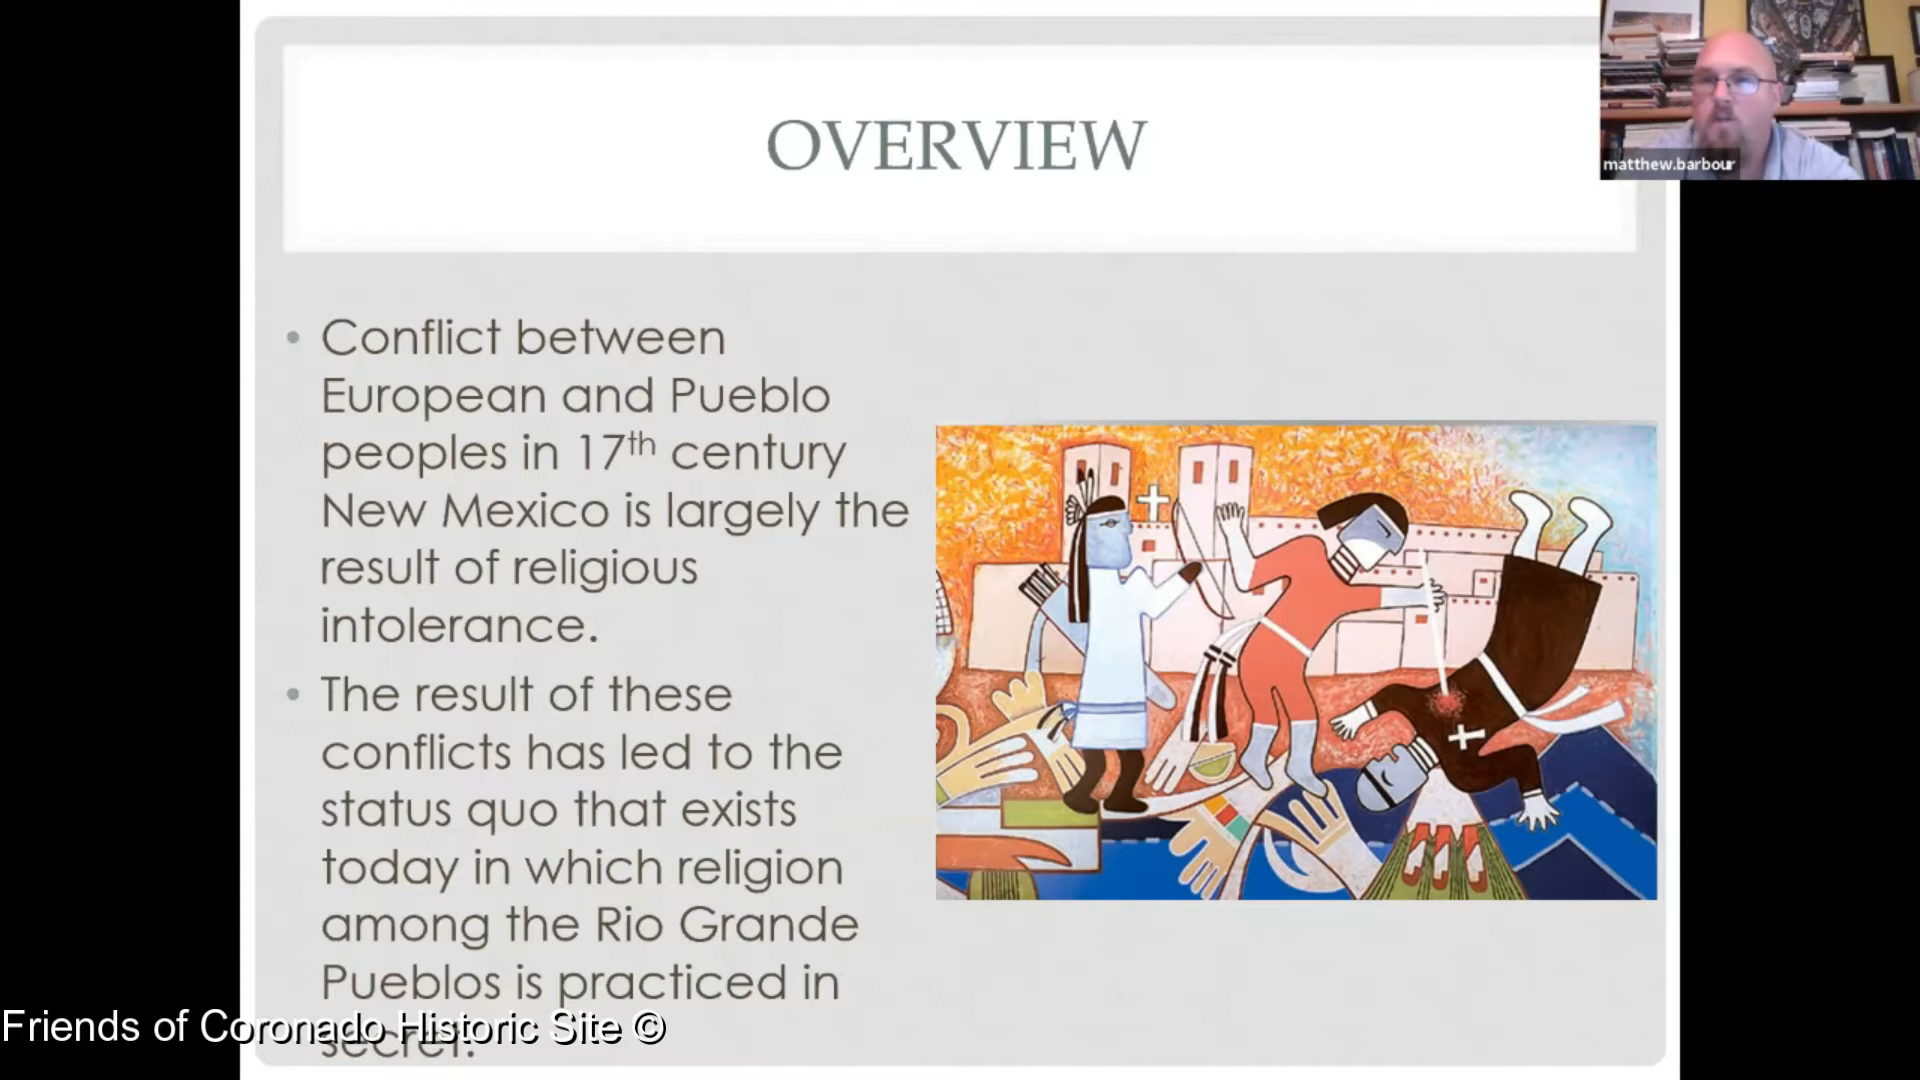 OVERVIEW
matthew.barbour
• Conflict between
European and Pueblo
peoples in 17th century
New Mexico is largely the
result of religious
intolerance.
• The result of these
conflicts has led to the
status quo that exists
today in which religion
among the Rio Grande
Pueblos is practiced in
secret.
Friends of Coronado Historic Site ©